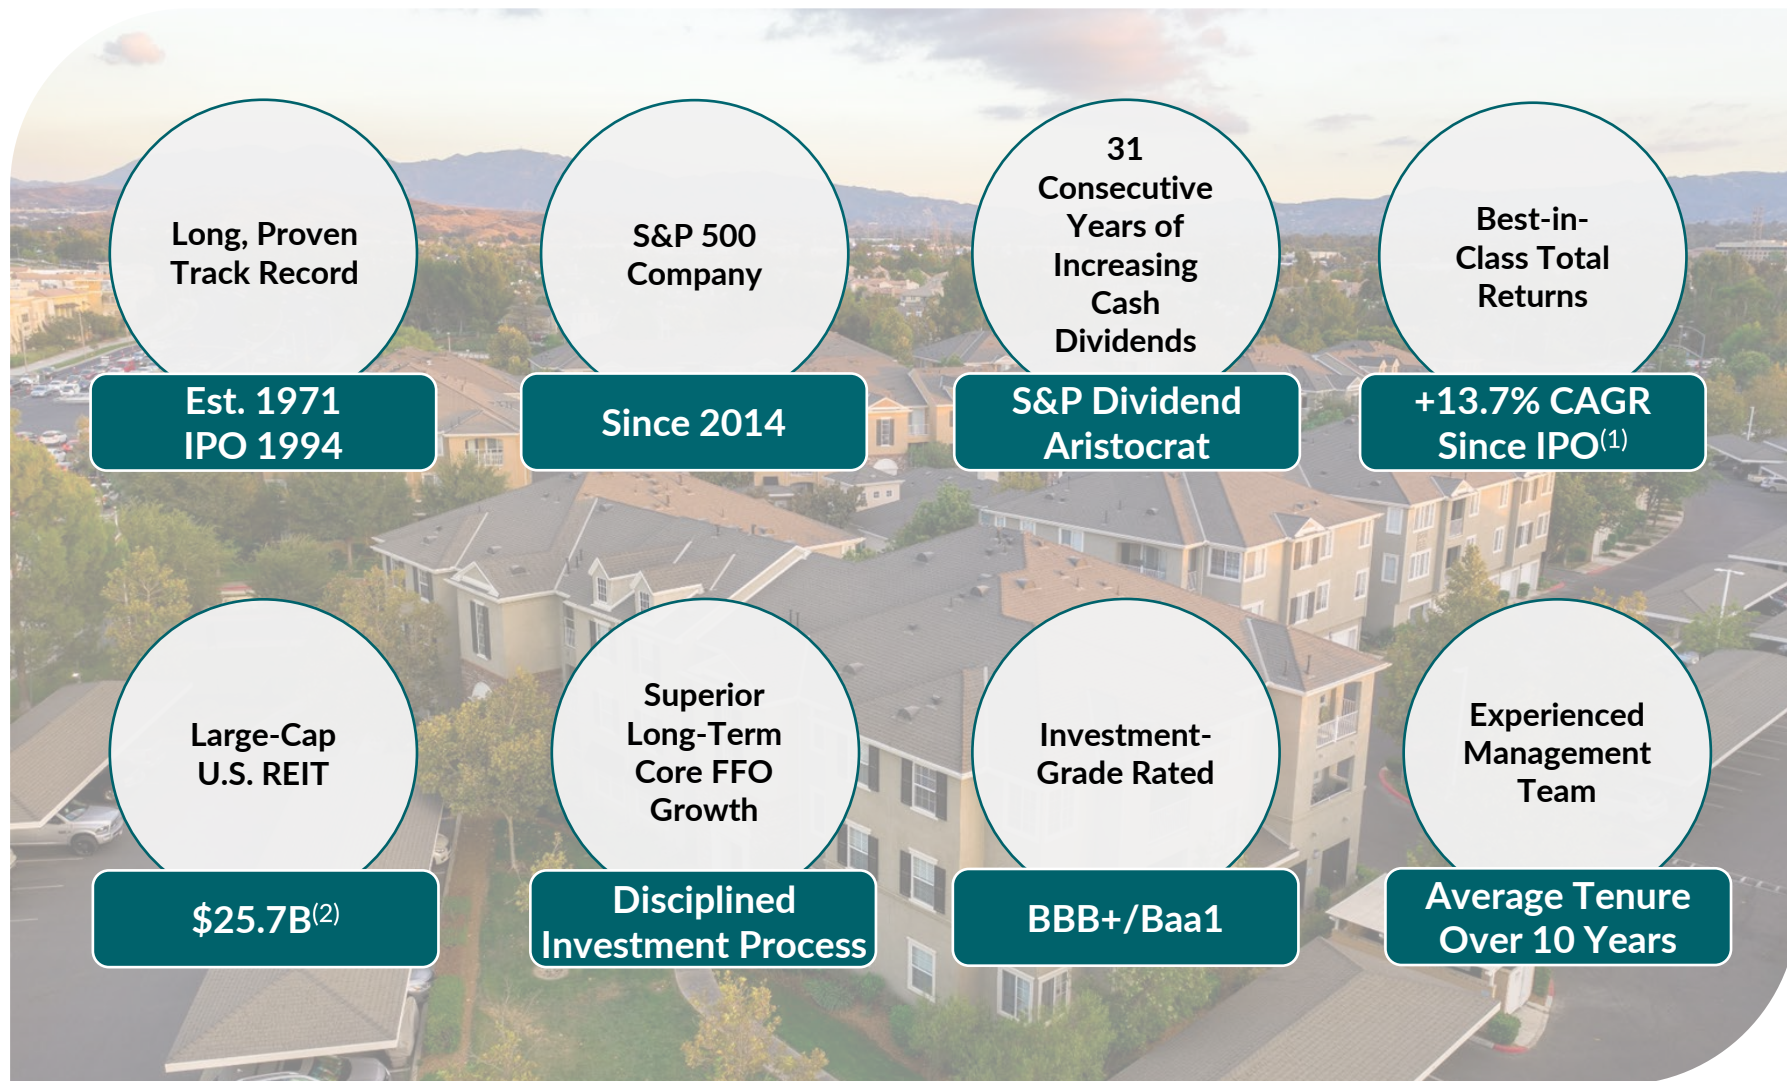 Long, Proven
Track Record
Est. 1971
IPO 1994
S&P 500
Company
Since 2014
31
Consecutive
Years of
Increasing
Cash
Dividends
S&P Dividend
Aristocrat
Best-in-
Class Total
Returns
+13.7% CAGR
Since IPO(1)
Large-Cap
U.S. REIT
$25.7B(2)
Superior
Long-Term
Core FFO
Growth
Disciplined
Investment Process
Investment-
Grade Rated
BBB+/Baa1
Experienced
Management
Team
Average Tenure
Over 10 Years